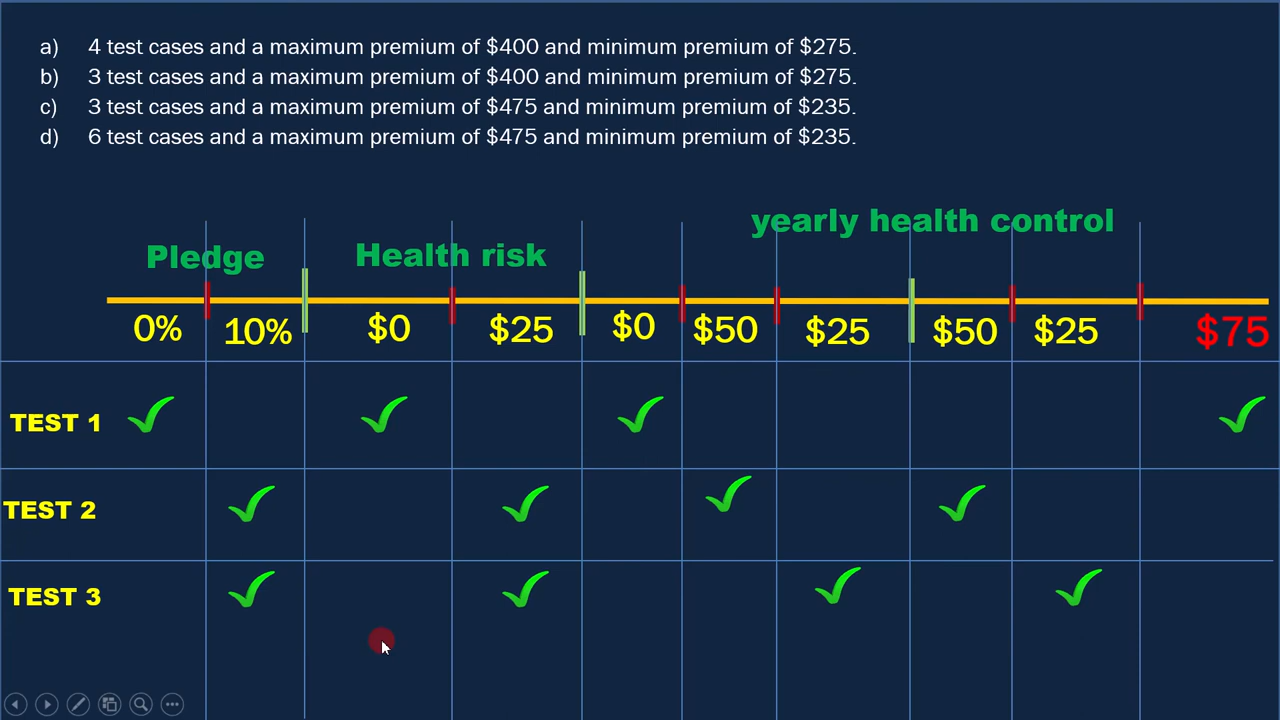 a) 4 test cases and a maximum premium of $400 and minimum premium of $275.
b) 3 test cases and a maximum premium of $400 and minimum premium of $275.
c) 3 test cases and a maximum premium of $475 and minimum premium of $235.
d) 6 test cases and a maximum premium of $475 and minimum premium of $235.
Pledge Health risk yearly health control
0% 10% $0 $25 $0 $50 $25 $50 $25 $75
TEST 1
TEST 2
TEST 3